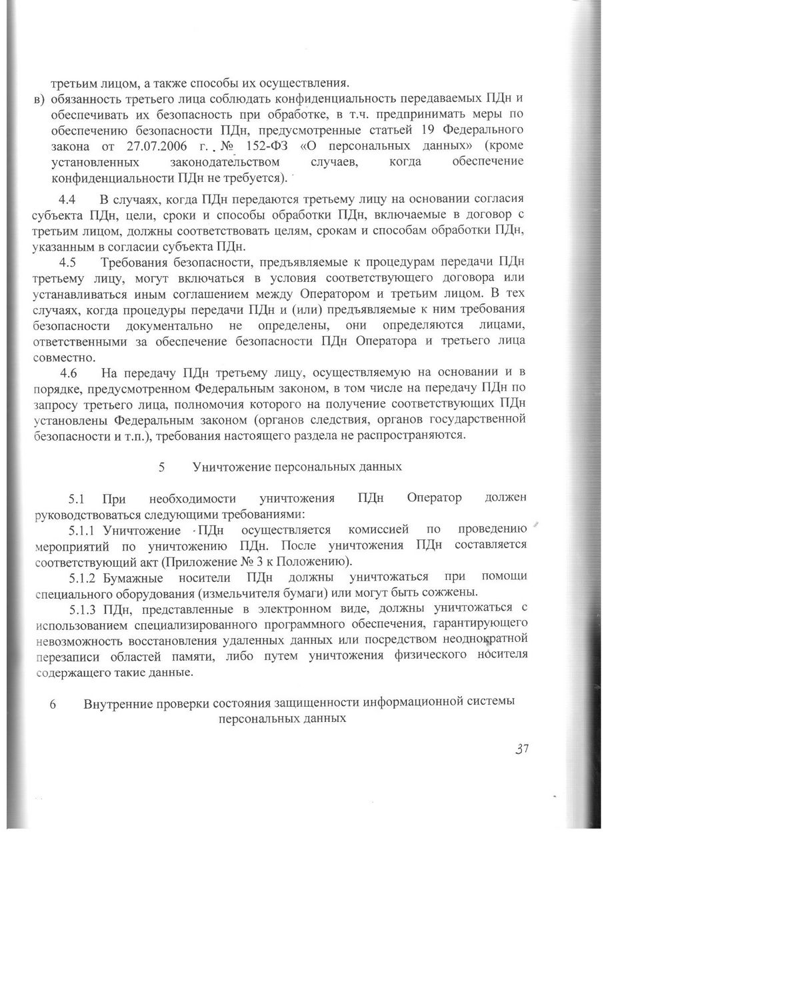 третьим лицом, а также способы их осуществления.
в) обязанность третьего лица соблюдать конфиденциальность передаваемых ПДн и
обеспечивать их безопасность при обработке, в т.ч. предпринимать меры по
обеспечению безопасности ПДн, предусмотренные статьей 19 Федерального
закона от 27.07.2006 г. № 152-ФЗ «О персональных данных» (кроме
установленных законодательством случаев, когда обеспечение
конфиденциальности ПДн не требуется).
4.4 В случаях, когда ПДн передаются третьему лицу на основании согласия
субъекта ПДн, цели, сроки и способы обработки ПДн, включаемые в договор с
третьим лицом, должны соответствовать целям, срокам и способам обработки ПДн,
указанным в согласии субъекта ПДн.
4.5 Требования безопасности, предъявляемые к процедурам передачи ПДн
третьему лицу, могут включаться в условия соответствующего договора или
устанавливаться иным соглашением между Оператором и третьим лицом. В тех
случаях, когда процедуры передачи ПДн и (или) предъявляемые к ним требования
безопасности документально не определены, они определяются лицами,
ответственными за обеспечение безопасности ПДн Оператора и третьего лица
совместно.
4.6 На передачу ПДн третьему лицу, осуществляемую на основании и в
порядке, предусмотренном Федеральным законом, в том числе на передачу ПДн по
запросу третьего лица, полномочия которого на получение соответствующих ПДн
установлены Федеральным законом (органов следствия, органов государственной
безопасности и т.п.), требования настоящего раздела не распространяются.
5 Уничтожение персональных данных
5.1 При необходимости уничтожения ПДн Оператор должен
руководствоваться следующими требованиями:
5.1.1 Уничтожение ПДн осуществляется комиссией по проведению
мероприятий по уничтожению ПДн. После уничтожения ПДн составляется
соответствующий акт (Приложение № 3 к Положению).
5.1.2 Бумажные носители ПДн должны уничтожаться при помощи
специального оборудования (измельчителя бумаги) или могут быть сожжены.
5.1.3 ПДн, представленные в электронном виде, должны уничтожаться с
использованием специализированного программного обеспечения, гарантирующего
невозможность восстановления удаленных данных или посредством неоднократной
перезаписи областей памяти, либо путем уничтожения физического носителя
содержащего такие данные.
6 Внутренние проверки состояния защищенности информационной системы
персональных данных
37